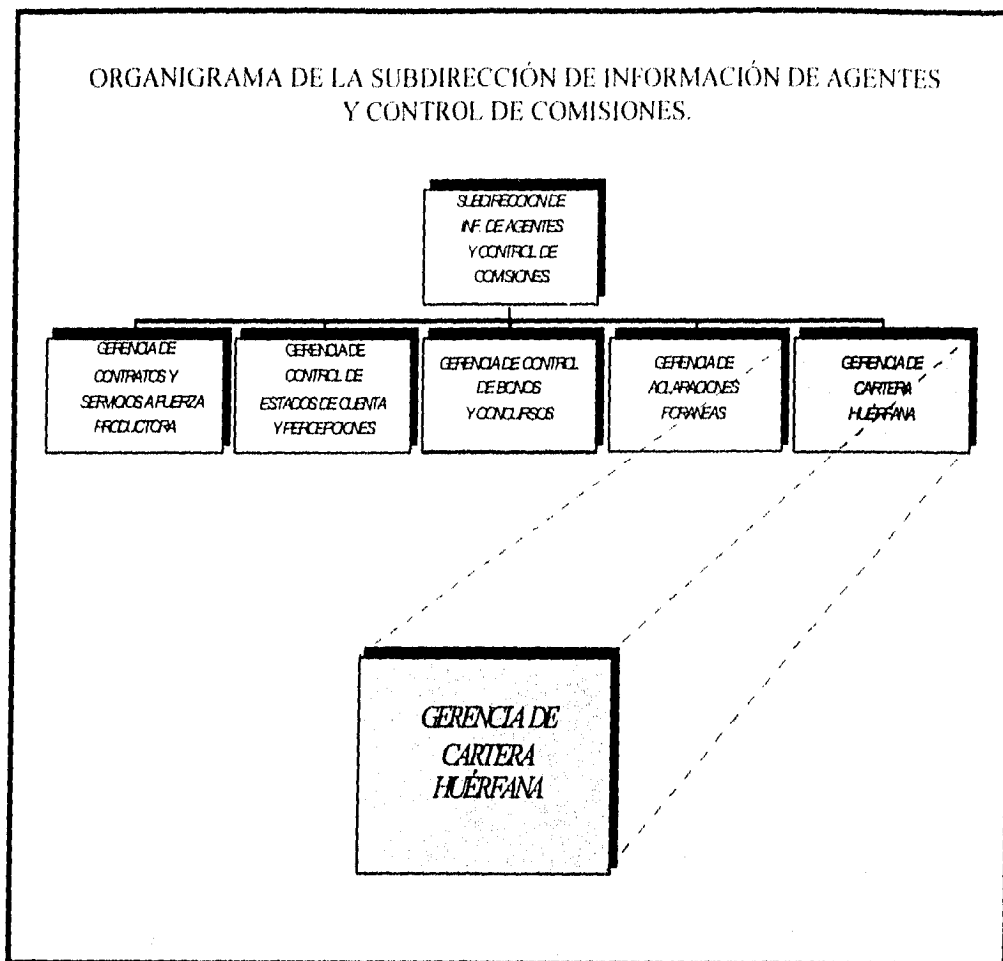 ORGANIGRAMA DE LA SUBDIRECCIÓN DE INFORMACIÓN DE AGENTES
Y CONTROL DE COMISIONES.
SUBDIRECCION DE
INF. DE AGENTES
Y CONTROL DE
COMISIONES
GERENCIA DE
CONTRATOS Y
SERVICIOS A FUERZA
PRODUCTORA
GERENCIA DE
CONTROL DE
ESTADOS DE CUENTA
Y PERCEPCIONES
GERENCIA DE CONTROL
DE BONOS
Y CONCURSOS
GERENCIA DE
ACLARACIONES
FORANEAS
GERENCIA DE
CARTERA
HUÉRFANA
GERENCIA DE
CARTERA
HUÉRFANA